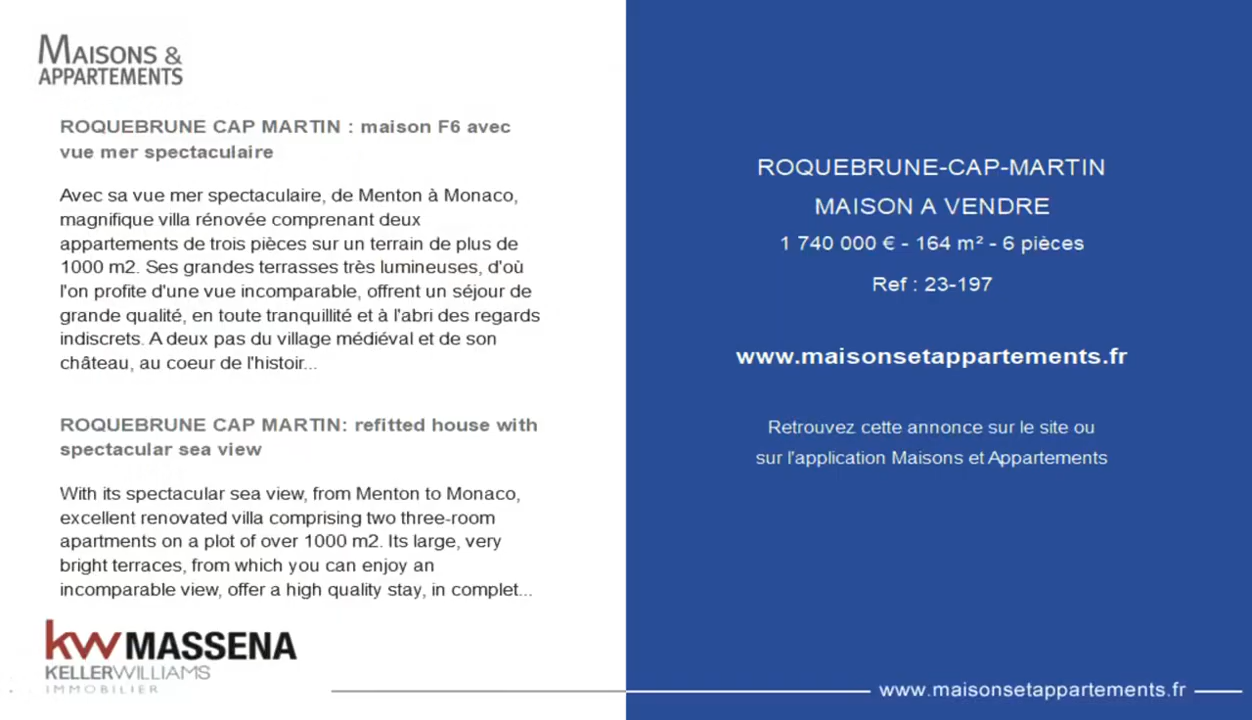 MAISONS &
APPARTEMENTS
ROQUEBRUNE CAP MARTIN : maison F6 avec
vue mer spectaculaire
Avec sa vue mer spectaculaire, de Menton à Monaco,
magnifique villa rénovée comprenant deux
appartements de trois pièces sur un terrain de plus de
1000 m2. Ses grandes terrasses très lumineuses, d'où
l'on profite d'une vue incomparable, offrent un séjour de
grande qualité, en toute tranquillité et à l'abri des regards
indiscrets. A deux pas du village médiéval et de son
château, au coeur de l'histoir...
ROQUEBRUNE CAP MARTIN: refitted house with
spectacular sea view
With its spectacular sea view, from Menton to Monaco,
excellent renovated villa comprising two three-room
apartments on a plot of over 1000 m2. Its large, very
bright terraces, from which you can enjoy an
incomparable view, offer a high quality stay, in complet...
kw MASSENA
KELLERWILLIAMS
IMMOBILIER
ROQUEBRUNE-CAP-MARTIN
MAISON A VENDRE
1 740 000 € - 164 m² - 6 pièces
Ref : 23-197
www.maisonsetappartements.fr
Retrouvez cette annonce sur le site ou
sur l'application Maisons et Appartements
www.maisonsetappartements.fr